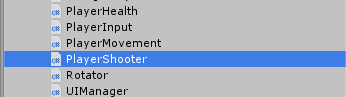 PlayerHealth
PlayerInput
PlayerMovement
PlayerShooter
Rotator
UIManager